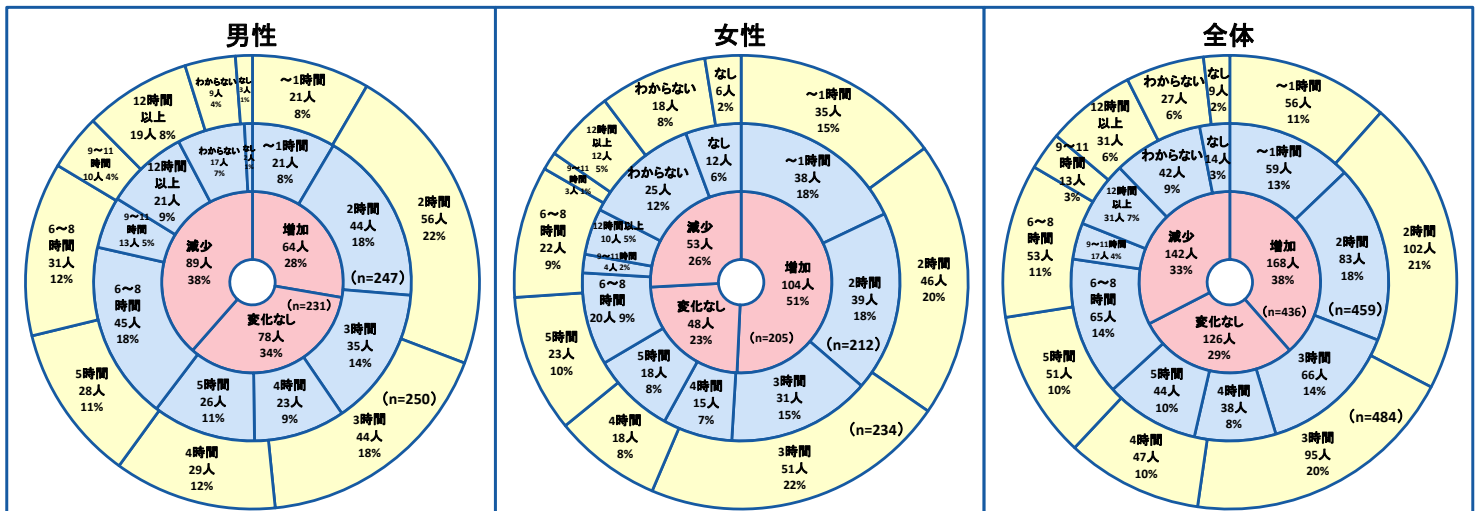 男性
～1時間
21人
8%
2時間
56人
22%
3時間
44人
18%
4時間
29人
12%
5時間
28人
11%
6～8
時間
31人
12%
9～11
時間
10人 4%
12時間
以上
19人 8%
わからない
9人
4%
なし
3人
1%
(n=250)
～1時間
21人
8%
2時間
44人
18%
3時間
35人
14%
4時間
23人
9%
5時間
26人
11%
6～8
時間
45人
18%
9～11
時間
13人 5%
12時間
以上
21人
9%
わからない
17人
7%
なし
(n=247)
増加
64人
28%
変化なし
78人
34%
減少
89人
38%
(n=231)
女性
～1時間
35人
15%
2時間
46人
20%
3時間
51人
22%
4時間
18人
8%
5時間
23人
10%
6～8
時間
22人
9%
9～11
時間
3人 1%
12時間
以上
12人
5%
わからない
18人
8%
なし
6人
2%
(n=234)
～1時間
38人
18%
2時間
39人
18%
3時間
31人
15%
4時間
15人
7%
5時間
18人
8%
6～8
時間
20人 9%
9～11時間
4人 2%
12時間以上
10人 5%
わからない
25人
12%
なし
12人
6%
(n=212)
増加
104人
51%
変化なし
48人
23%
減少
53人
26%
(n=205)
全体
～1時間
56人
11%
2時間
102人
21%
3時間
95人
20%
4時間
47人
10%
5時間
51人
10%
6～8
時間
53人
11%
9～11
時間
13人
3%
12時間
以上
31人
6%
わからない
27人
6%
なし
9人
2%
(n=484)
～1時間
59人
13%
2時間
83人
18%
3時間
66人
14%
4時間
38人
8%
5時間
44人
10%
6～8
時間
65人
14%
9～11時間
17人 4%
12時間
以上
31人 7%
わからない
42人
9%
なし
14人
3%
(n=459)
増加
168人
38%
変化なし
126人
29%
減少
142人
33%
(n=436)